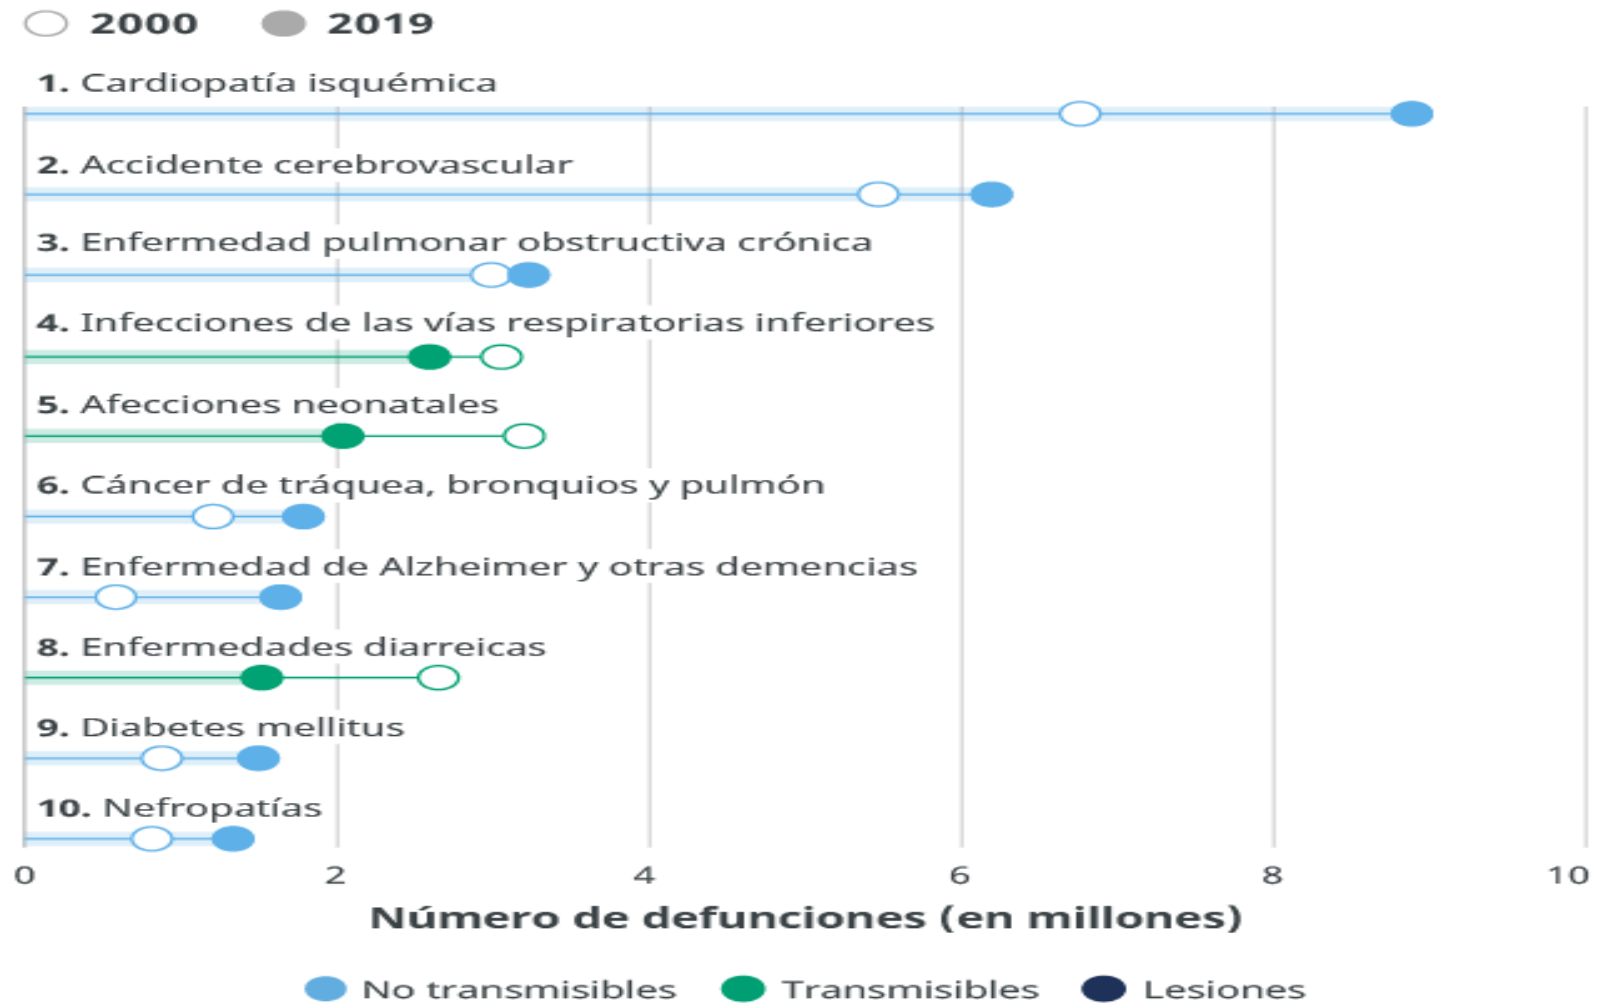 2000 2019
1. Cardiopatía isquémica
2. Accidente cerebrovascular
3. Enfermedad pulmonar obstructiva crónica
4. Infecciones de las vías respiratorias inferiores
5. Afecciones neonatales
6. Cáncer de tráquea, bronquios y pulmón
7. Enfermedad de Alzheimer y otras demencias
8. Enfermedades diarreicas
9. Diabetes mellitus
10. Nefropatías
0 2 4 6 8 10
Número de defunciones (en millones)
No transmisibles Transmisibles Lesiones